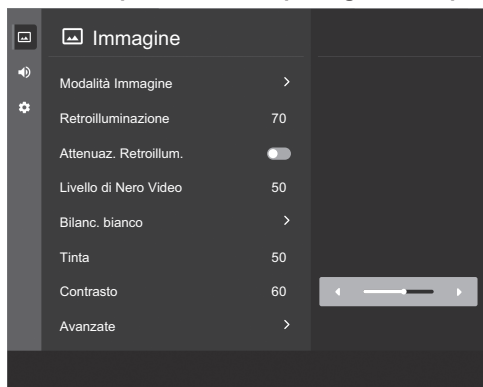 Immagine
Modalità Immagine
Retroilluminazione 70
Attenuaz. Retroillum.
Livello di Nero Video 50
Bilanc. bianco
Tinta 50
Contrasto 60
Avanzate